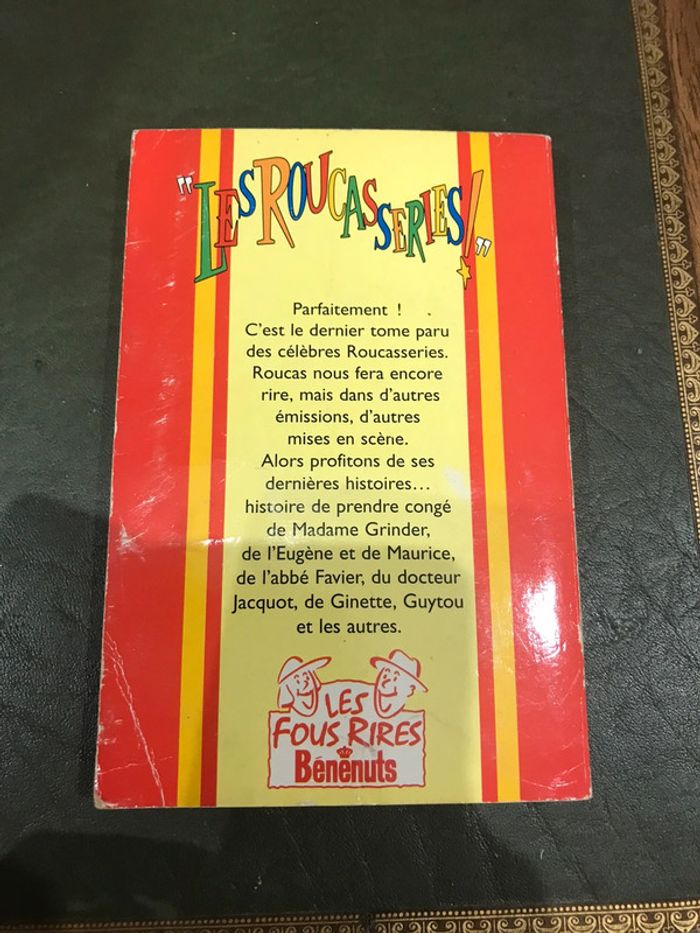 "LES ROUCASSERIES!"
Parfaitement !
C'est le dernier tome paru
des célèbres Roucasseries.
Roucas nous fera encore
rire, mais dans d'autres
émissions, d'autres
mises en scène.
Alors profitons de ses
dernières histoires...
histoire de prendre congé
de Madame Grinder,
de l'Eugène et de Maurice,
de l'abbé Favier, du docteur
Jacquot, de Ginette, Guytou
et les autres.
LES
FOUS RIRES
Bénénuts